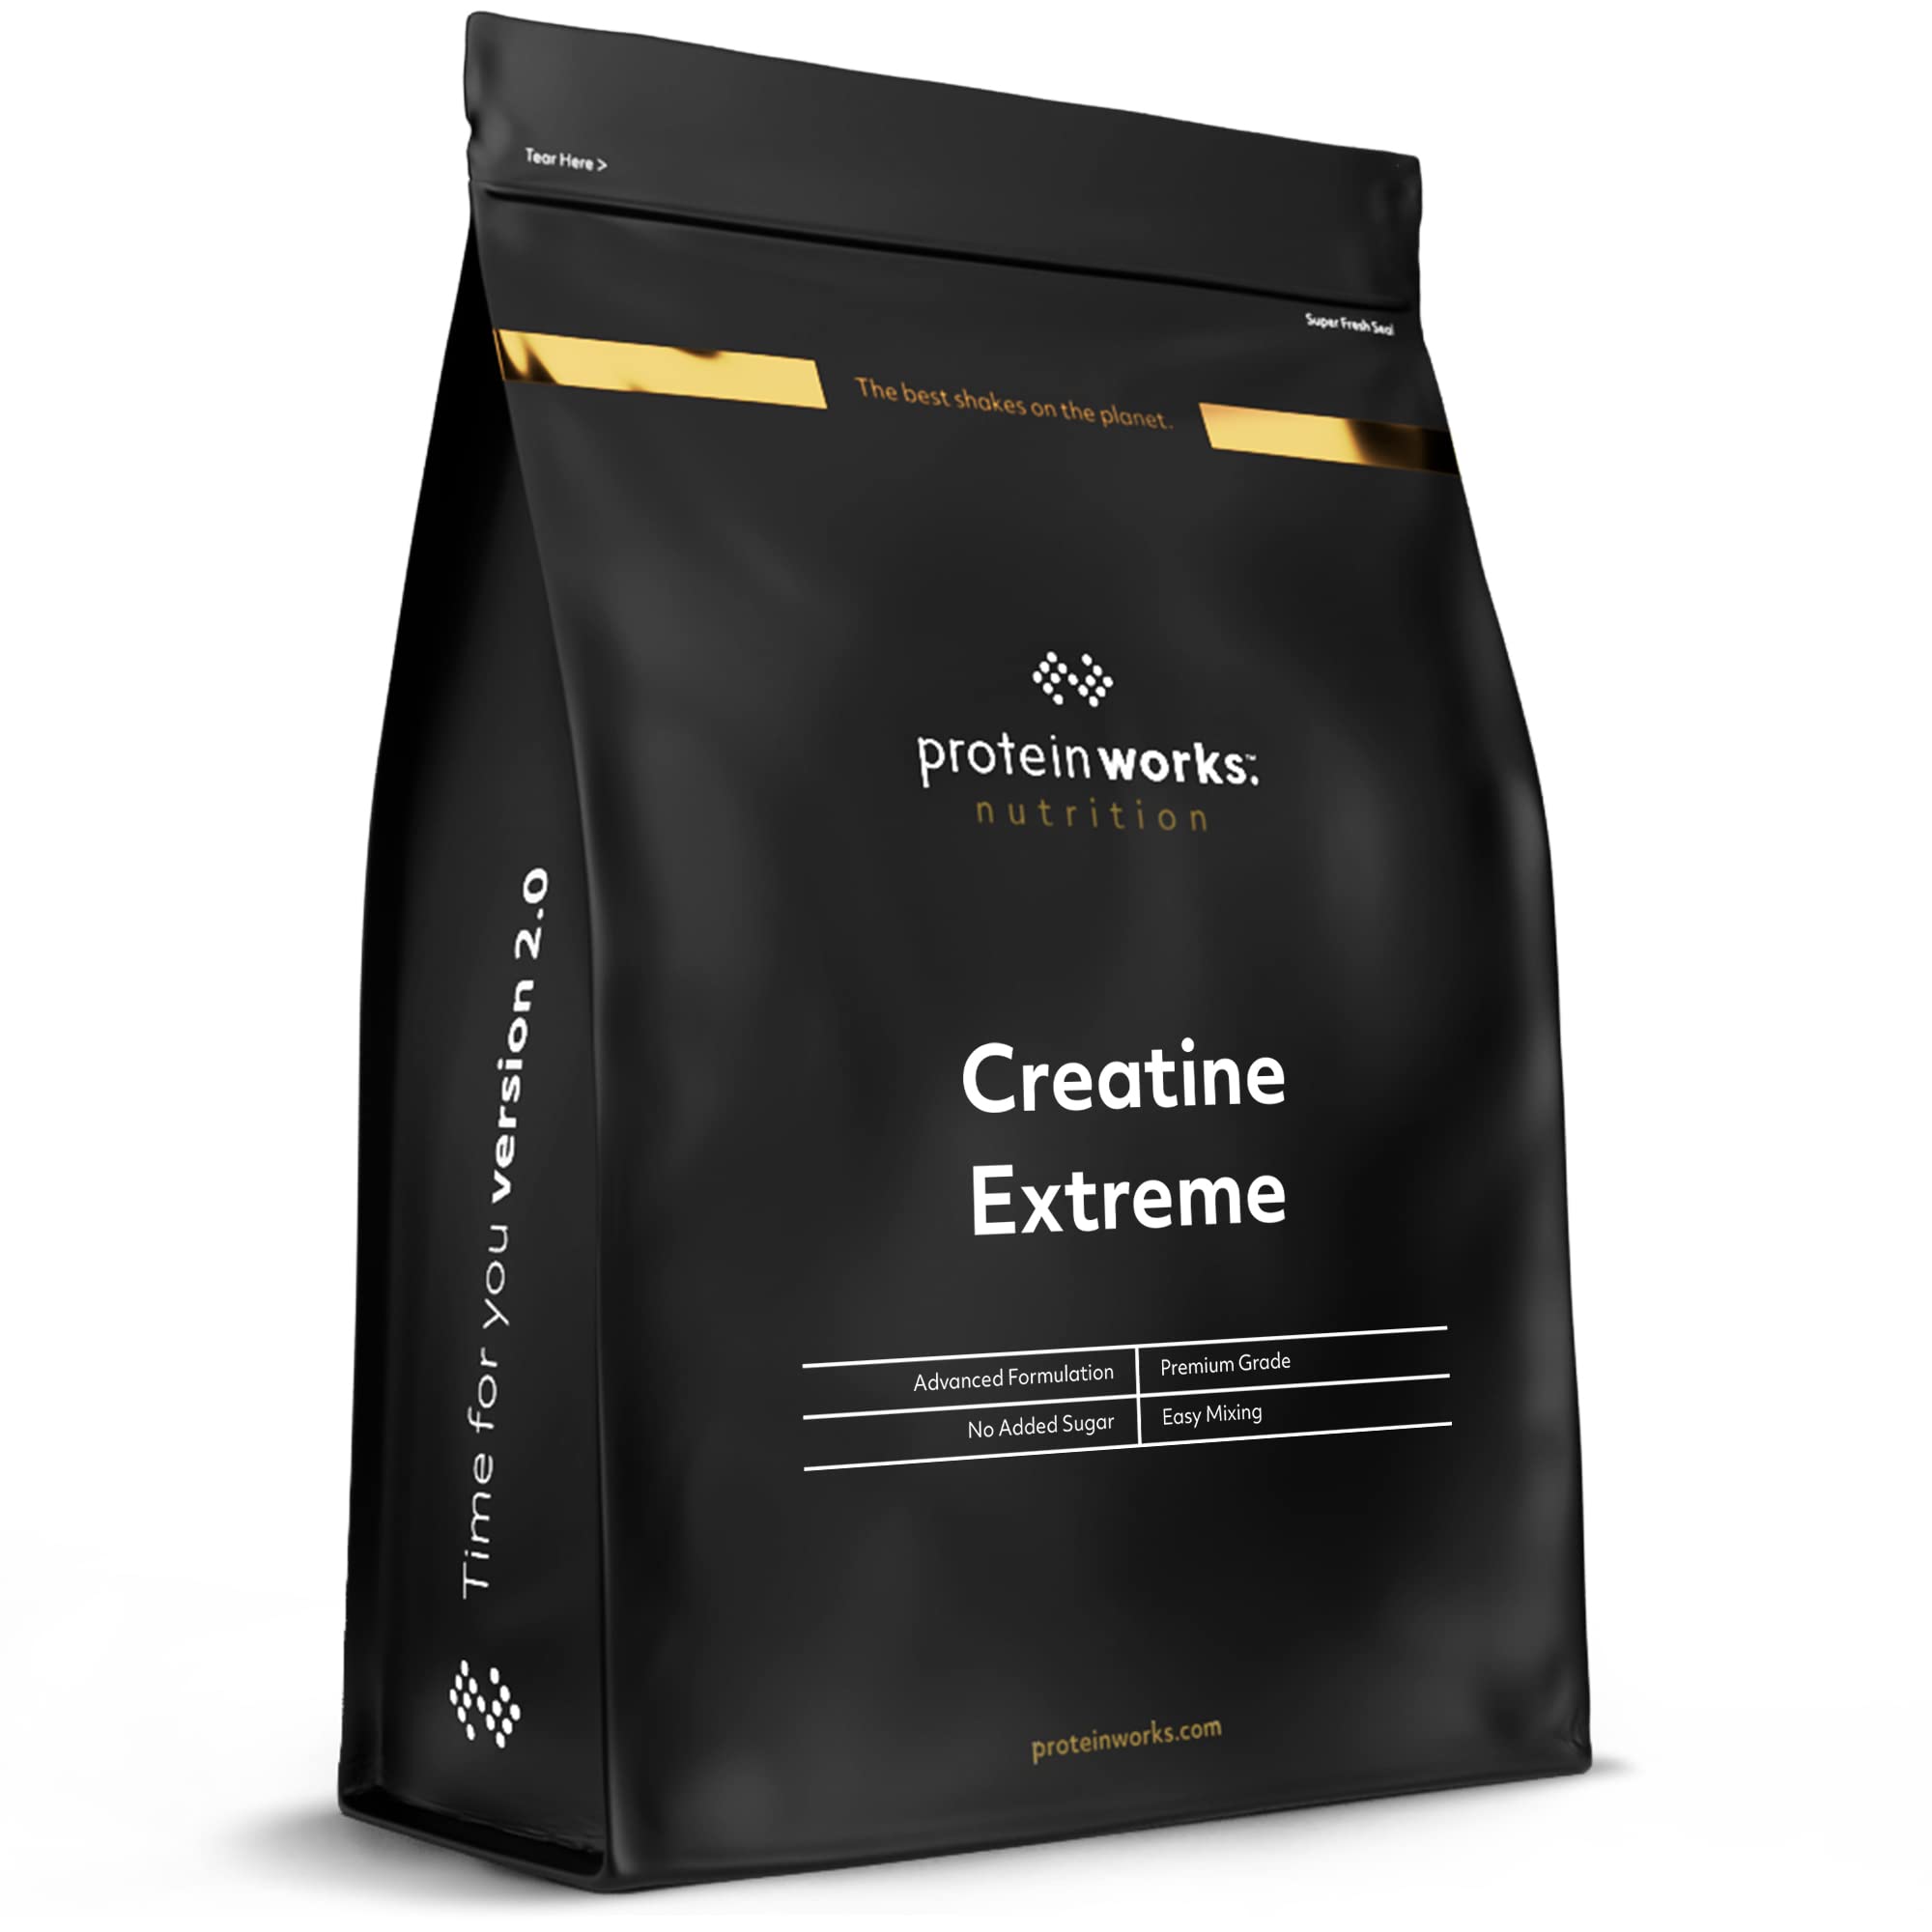 Tear Here >
Super Fresh Seal
The best shakes on the planet.
proteinworks.™
nutrition
Creatine
Extreme
Advanced Formulation
Premium Grade
No Added Sugar
Easy Mixing
proteinworks.com
Time for you version 2.0